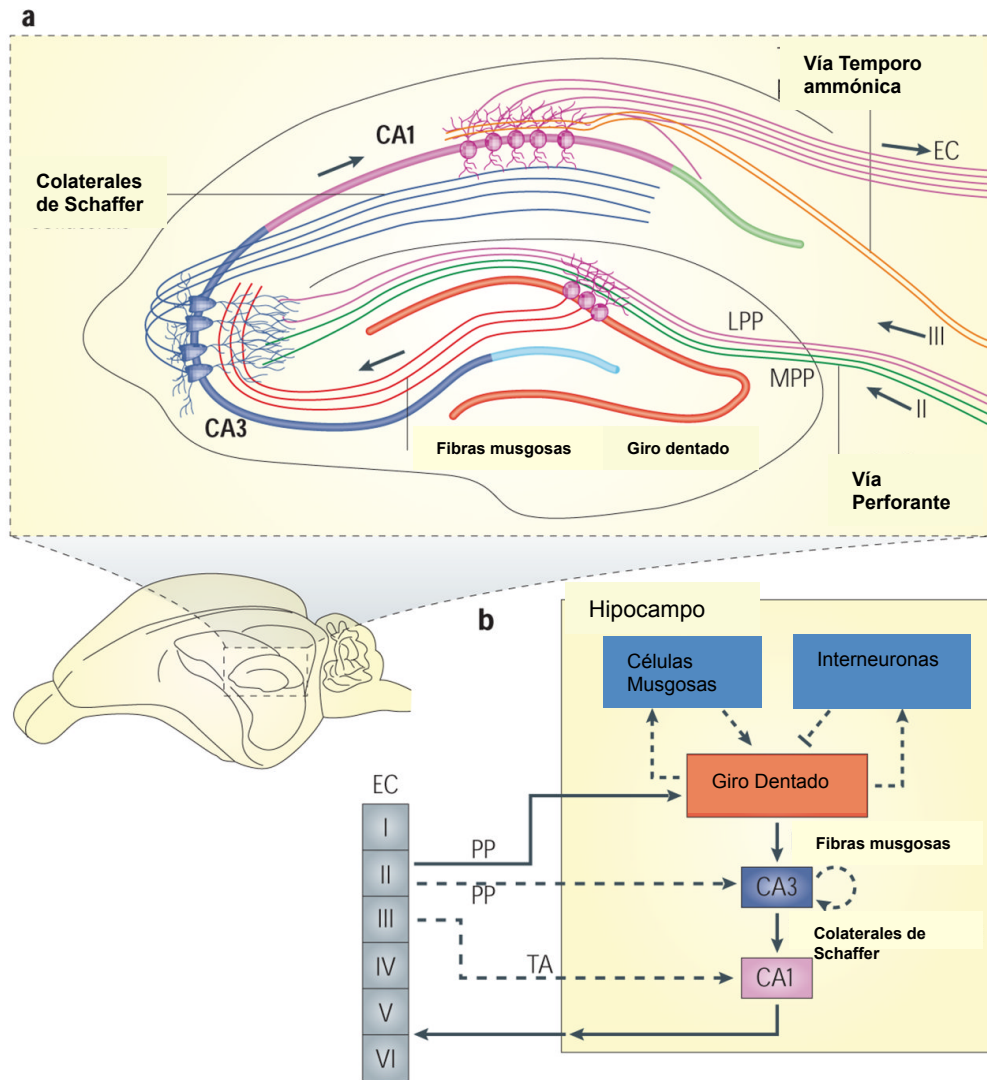 a
Vía Temporo
ammónica
CA1
EC
Colaterales
de Schaffer
LPP
III
MPP
II
CA3
Fibras musgosas
Giro dentado
Vía
Perforante
b
Hipocampo
Células
Musgosas
Interneuronas
Giro Dentado
EC
I
II
III
IV
V
VI
PP
PP
TA
Fibras musgosas
CA3
Colaterales de
Schaffer
CA1